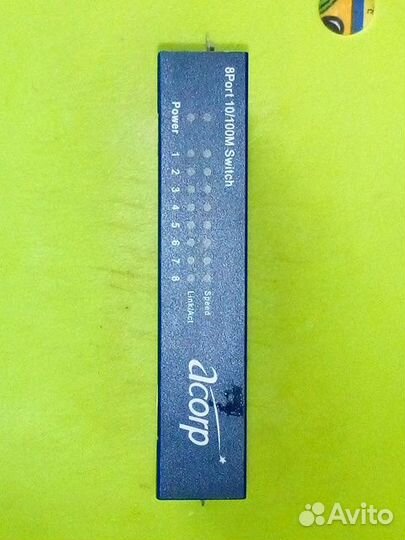 8Port 10/100M Switch
Power 1 2 3 4 5 6 7 8
Speed
Link/Act
acorp
Avito